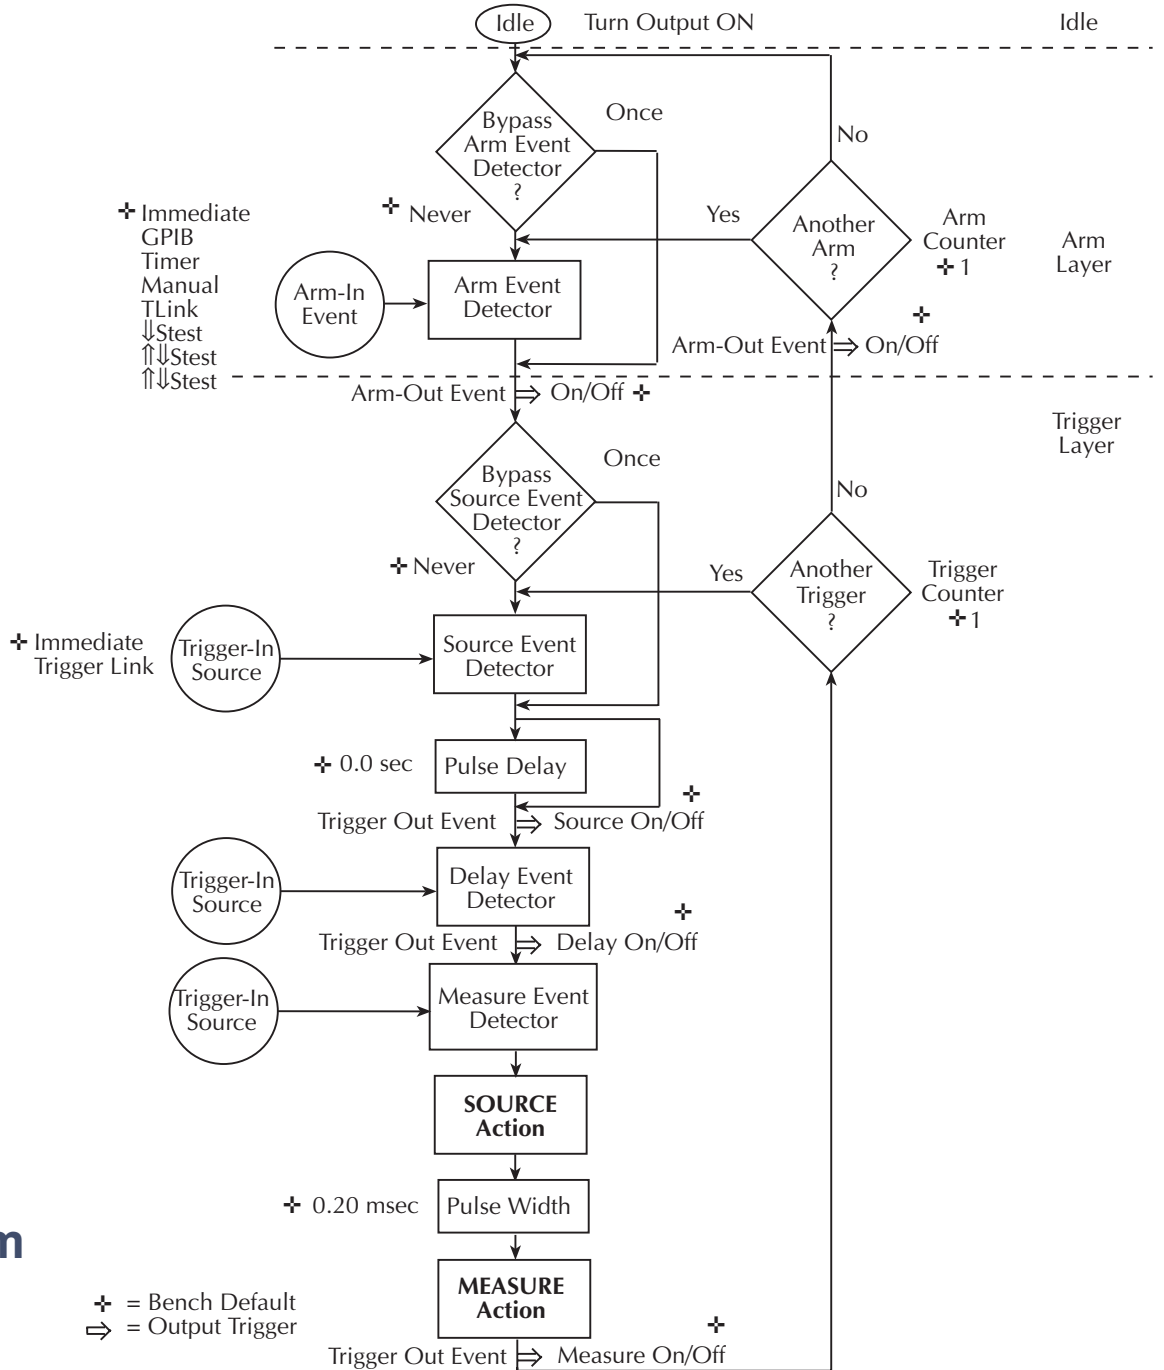 Idle
Turn Output ON
Idle
Bypass
Arm Event
Detector
?
Once
No
✛ Never
✛ Immediate
GPIB
Timer
Manual
TLink
⇓Stest
⇑⇓Stest
⇑⇓Stest
Arm-In
Event
Arm Event
Detector
Yes
Another
Arm
?
Arm
Counter
✛ 1
Arm
Layer
Arm-Out Event ⇒ On/Off ✛
Arm-Out Event ⇒ On/Off ✛
Trigger
Layer
Bypass
Source Event
Detector
?
Once
No
✛ Never
Yes
Another
Trigger
?
Trigger
Counter
✛ 1
✛ Immediate
Trigger Link
Trigger-In
Source
Source Event
Detector
✛ 0.0 sec
Pulse Delay
Trigger Out Event ⇒ Source On/Off ✛
Trigger-In
Source
Delay Event
Detector
Trigger Out Event ⇒ Delay On/Off ✛
Trigger-In
Source
Measure Event
Detector
SOURCE
Action
✛ 0.20 msec
Pulse Width
m
MEASURE
Action
✛ = Bench Default
⇒ = Output Trigger
Trigger Out Event ⇒ Measure On/Off ✛